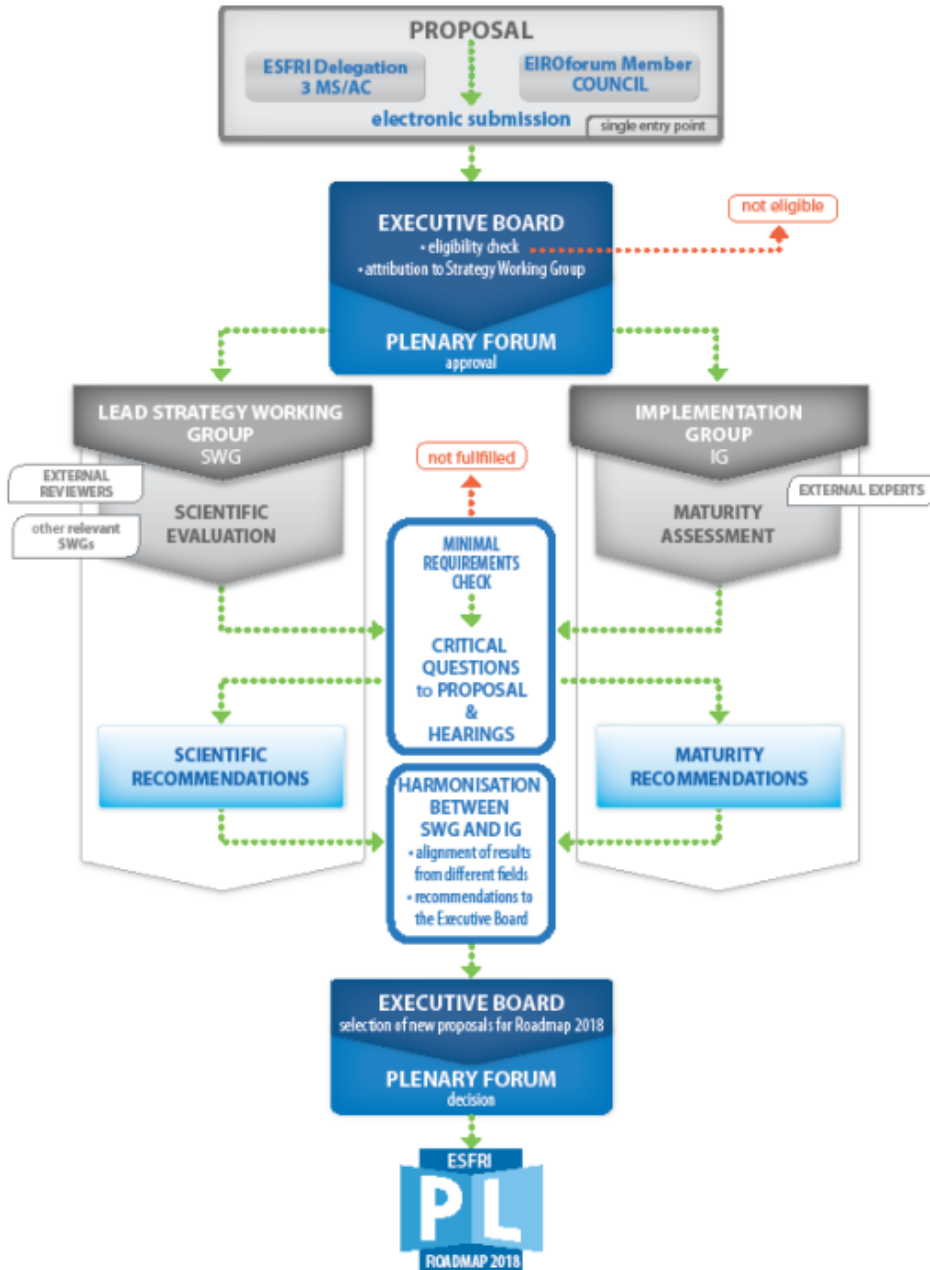 PROPOSAL
ESFRI Delegation
3 MS/AC
EIROforum Member
COUNCIL
electronic submission
single entry point
EXECUTIVE BOARD
• eligibility check
• attribution to Strategy Working Group
not eligible
PLENARY FORUM
approval
LEAD STRATEGY WORKING
GROUP
SWG
IMPLEMENTATION
GROUP
IG
EXTERNAL
REVIEWERS
other relevant
SWGs
SCIENTIFIC
EVALUATION
not fullfilled
EXTERNAL EXPERTS
MATURITY
ASSESSMENT
MINIMAL
REQUIREMENTS
CHECK
CRITICAL
QUESTIONS
to PROPOSAL
&
HEARINGS
SCIENTIFIC
RECOMMENDATIONS
MATURITY
RECOMMENDATIONS
HARMONISATION
BETWEEN
SWG AND IG
• alignment of results
from different fields
• recommendations to
the Executive Board
EXECUTIVE BOARD
selection of new proposals for Roadmap 2018
PLENARY FORUM
decision
ESFRI
PL
ROADMAP 2018